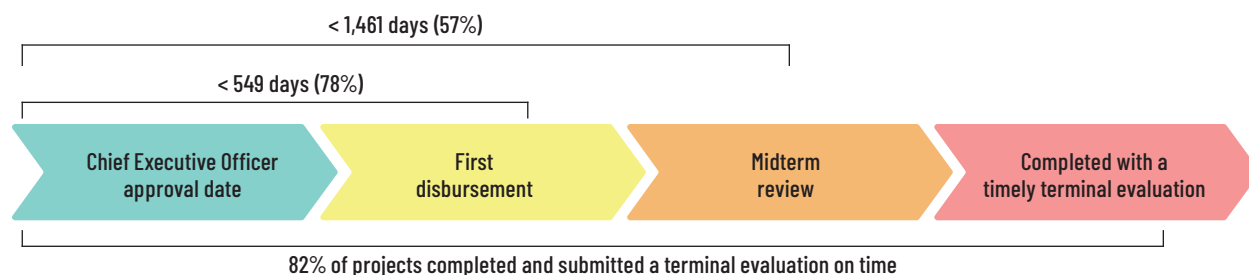 < 1,461 days (57%)
< 549 days (78%)
Chief Executive Officer
approval date
First
disbursement
Midterm
review
Completed with a
timely terminal evaluation
82% of projects completed and submitted a terminal evaluation on time